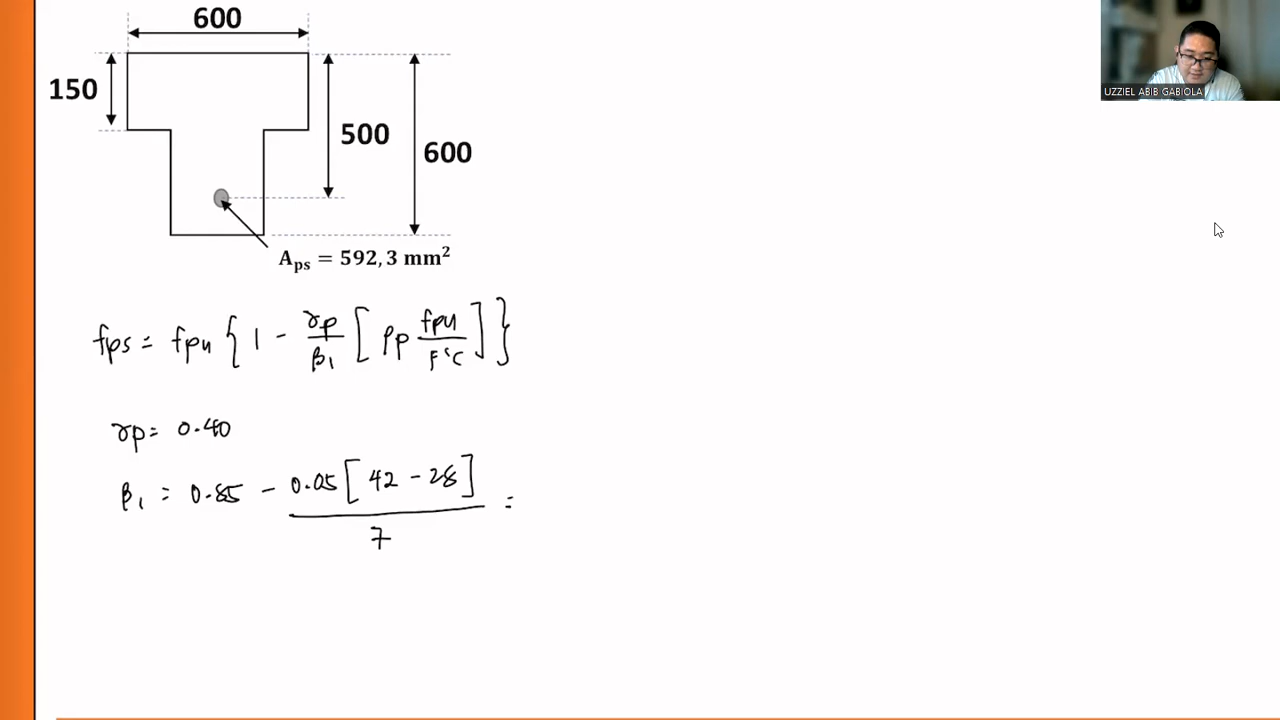 600
150
500
600
A_ps = 592,3 mm²
UZZIEL ABIB GABIOLA
fps = fpu { 1 - γp/β₁ [ ρp fpu/F'c ] }
γp = 0.40
β₁ = 0.85 - 0.05[42-28]/7 =